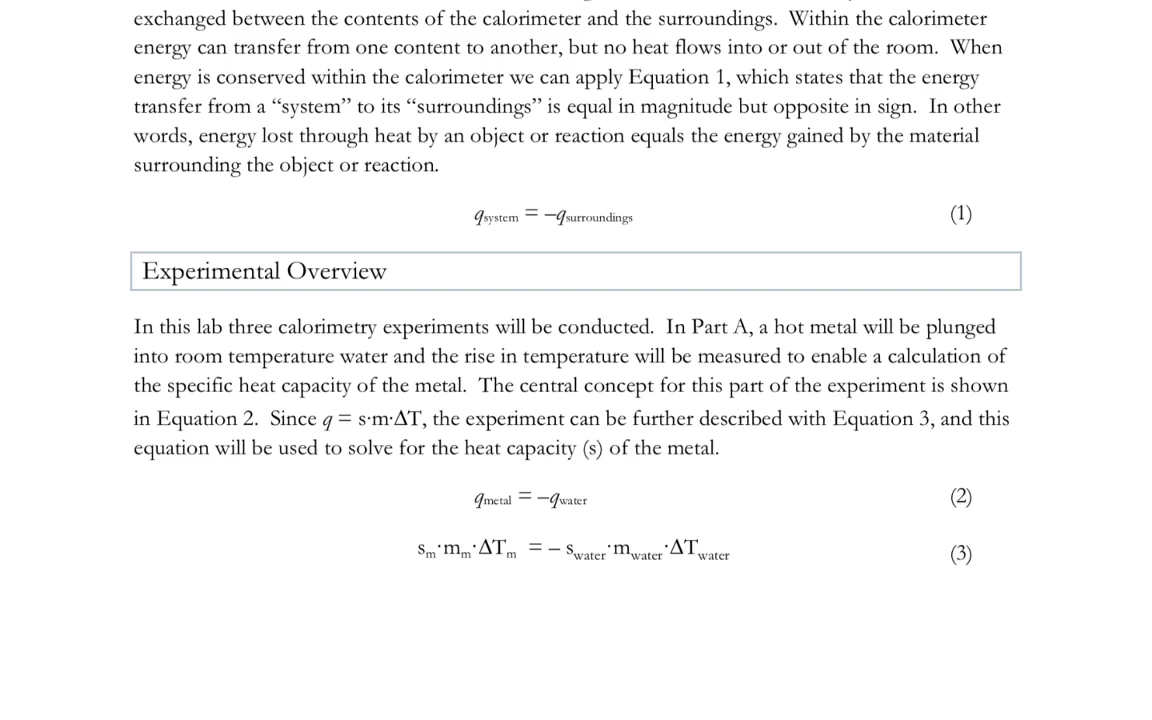 exchanged between the contents of the calorimeter and the surroundings. Within the calorimeter
energy can transfer from one content to another, but no heat flows into or out of the room. When
energy is conserved within the calorimeter we can apply Equation 1, which states that the energy
transfer from a “system” to its “surroundings” is equal in magnitude but opposite in sign. In other
words, energy lost through heat by an object or reaction equals the energy gained by the material
surrounding the object or reaction.
qsystem = −qsurroundings (1)
Experimental Overview
In this lab three calorimetry experiments will be conducted. In Part A, a hot metal will be plunged
into room temperature water and the rise in temperature will be measured to enable a calculation of
the specific heat capacity of the metal. The central concept for this part of the experiment is shown
in Equation 2. Since q = s·m·ΔT, the experiment can be further described with Equation 3, and this
equation will be used to solve for the heat capacity (s) of the metal.
qmetal = −qwater (2)
sm·mm·ΔTm = − swater·mwater·ΔTwater (3)